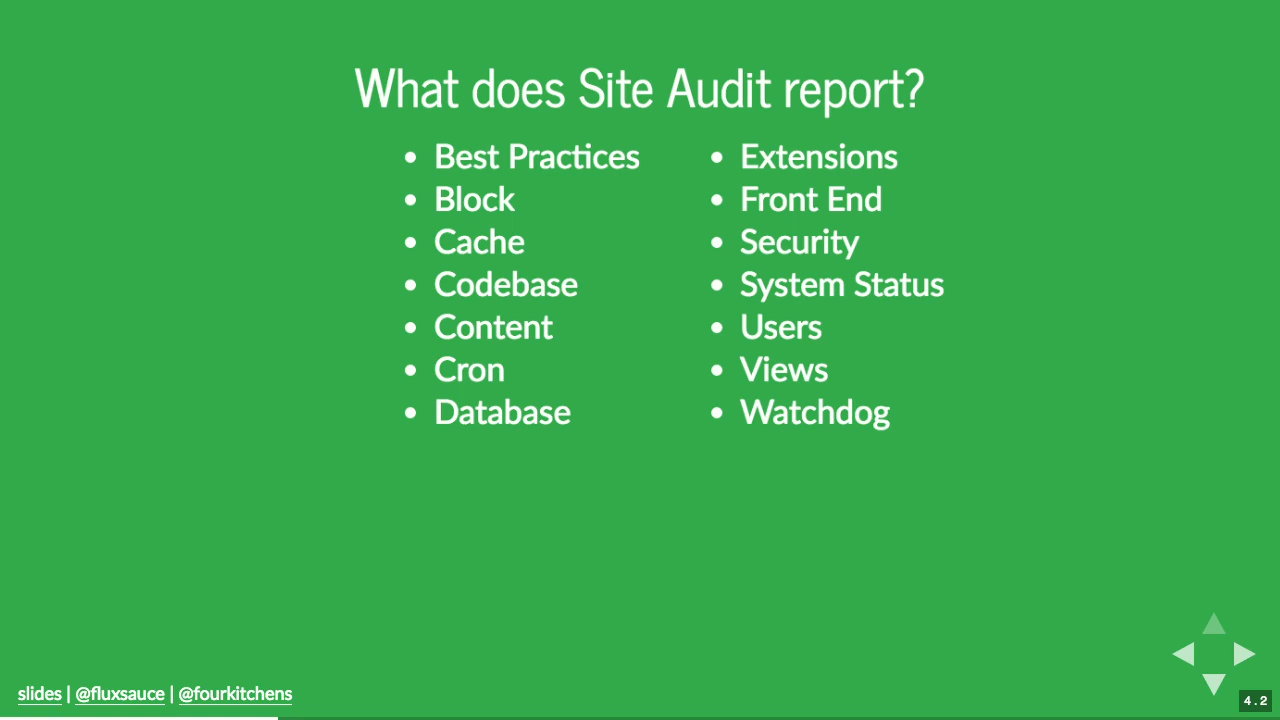 What does Site Audit report?
• Best Practices
• Block
• Cache
• Codebase
• Content
• Cron
• Database
• Extensions
• Front End
• Security
• System Status
• Users
• Views
• Watchdog
slides | @fluxsauce | @fourkitchens
4.2